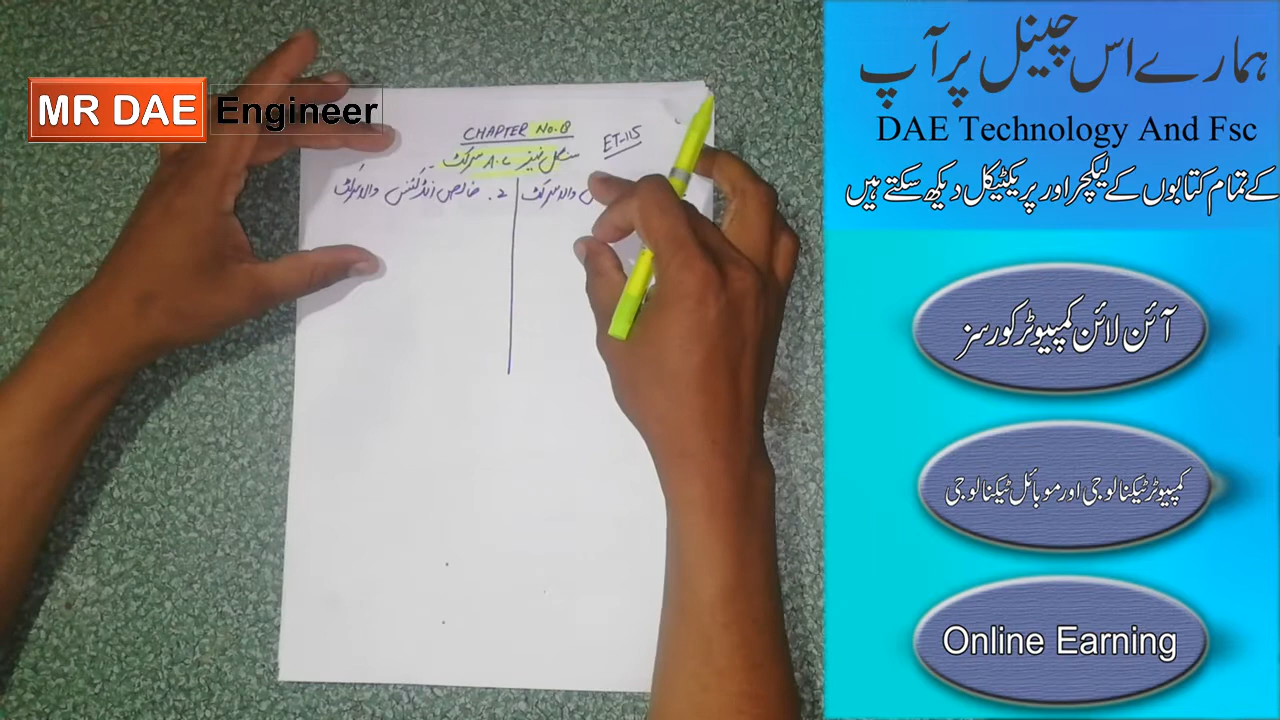 MR DAE Engineer
CHAPTER No. 8
ET-115
سنگل فیز A.C سرکٹ
والا سرکٹ
2. خالص انڈکٹنس والا سرکٹ
ہمارے اس چینل پر آپ
DAE Technology And Fsc
کے تمام کتابوں کے لیکچر اور پریکٹیکل دیکھ سکتے ہیں
آئن لائن کمپیوٹر کورسز
کمپیوٹر ٹیکنالوجی اور موبائل ٹیکنالوجی
Online Earning